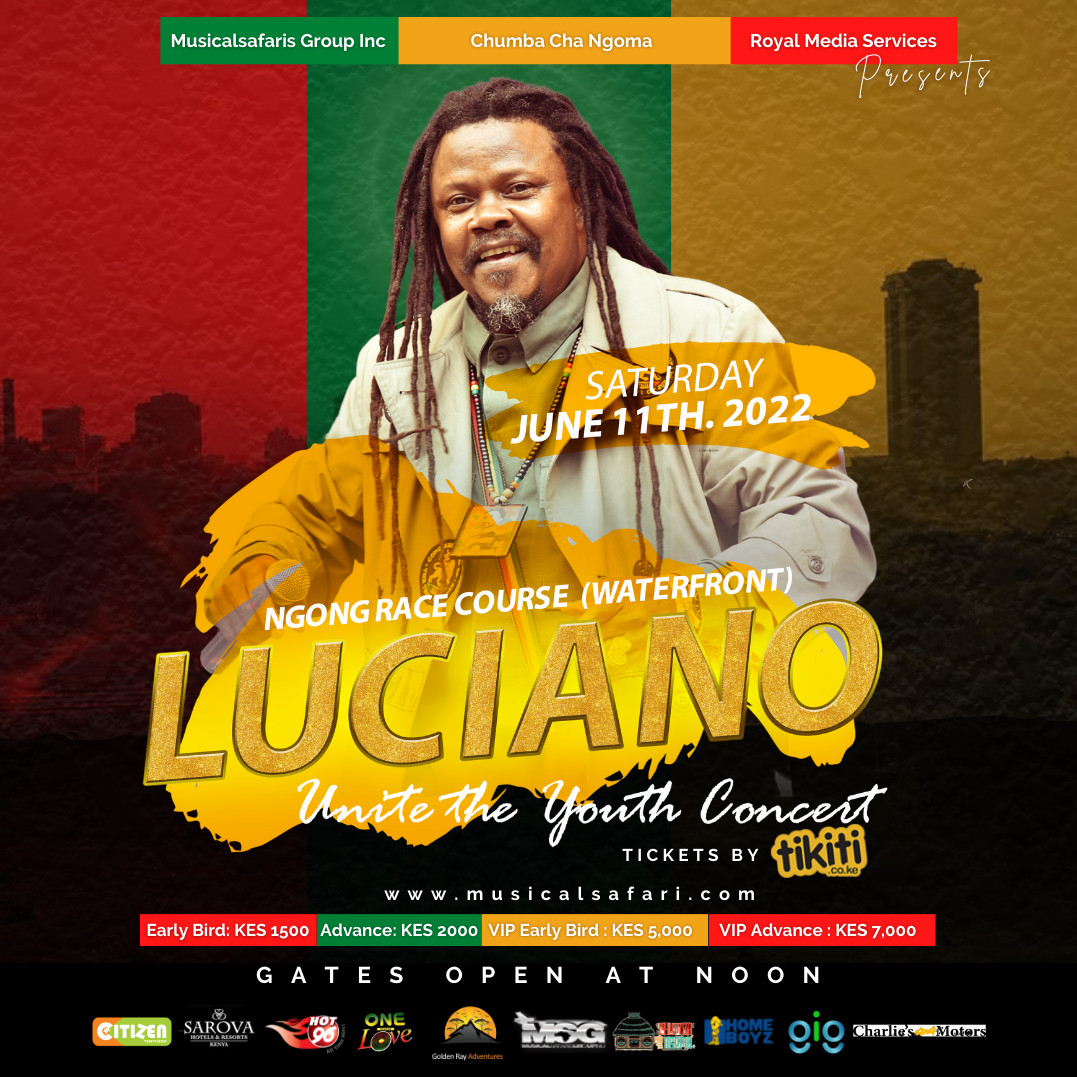 Musicalsafaris Group Inc
Chumba Cha Ngoma
Royal Media Services
Presents
SATURDAY
JUNE 11TH. 2022
NGONG RACE COURSE (WATERFRONT)
LUCIANO
Unite the Youth Concert
TICKETS BY tikiti
.co.ke
www.musicalsafari.com
Early Bird: KES 1500
Advance: KES 2000
VIP Early Bird : KES 5,000
VIP Advance : KES 7,000
GATES OPEN AT NOON
CITIZEN
SAROVA
HOTELS & RESORTS
KENYA
HOT
96
ONE
Love
Golden Ray Adventures
MSG
HOME
BOYZ
gig
Charlie's Motors